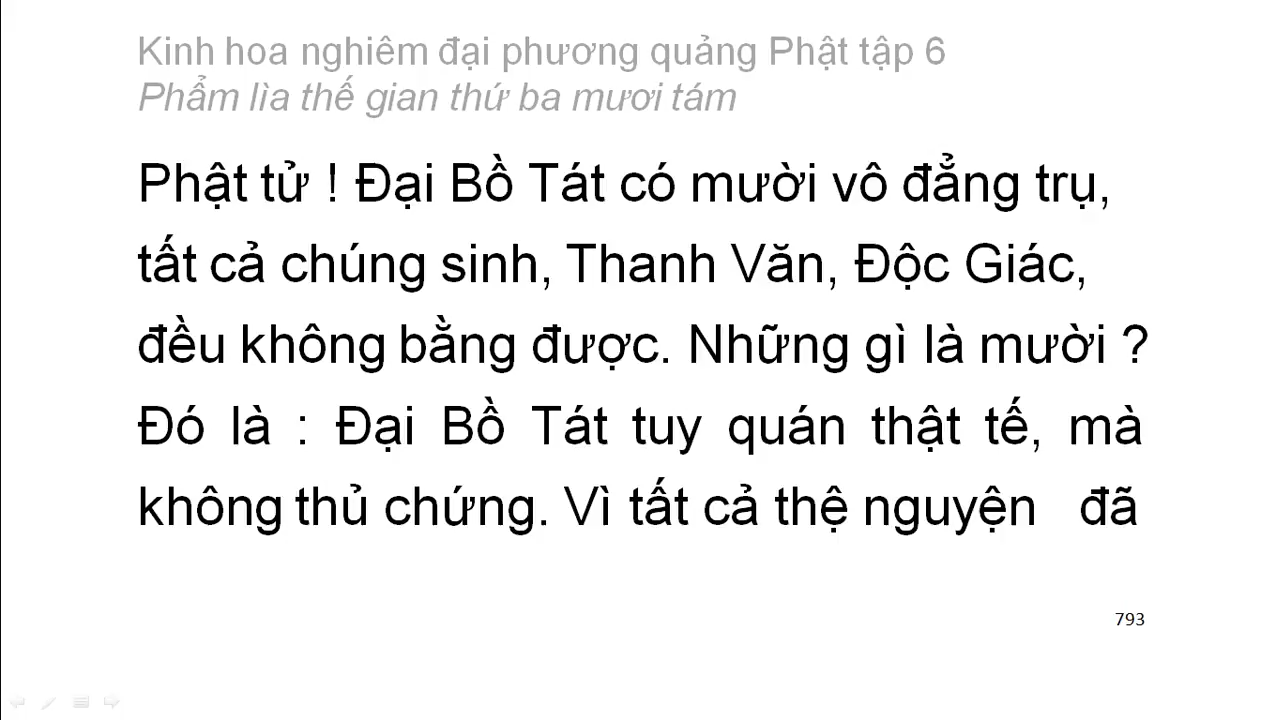 Kinh hoa nghiêm đại phương quảng Phật tập 6
Phẩm lìa thế gian thứ ba mươi tám
Phật tử ! Đại Bồ Tát có mười vô đẳng trụ,
tất cả chúng sinh, Thanh Văn, Độc Giác,
đều không bằng được. Những gì là mười ?
Đó là : Đại Bồ Tát tuy quán thật tế, mà
không thủ chứng. Vì tất cả thệ nguyện đã
793